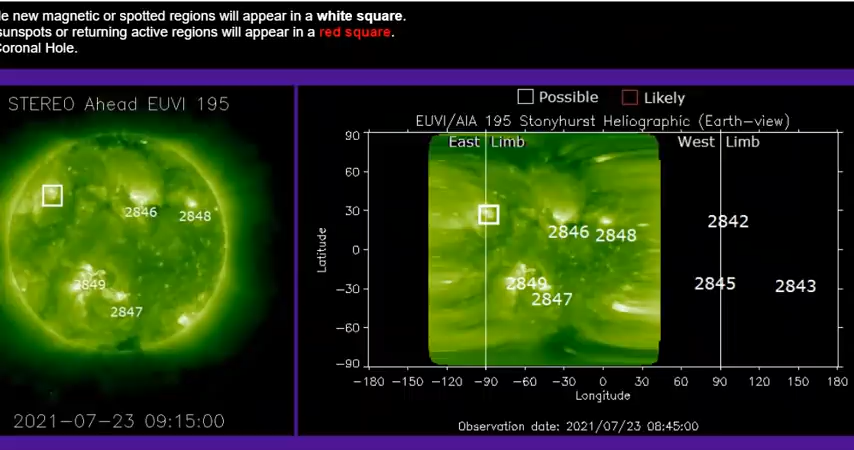 le new magnetic or spotted regions will appear in a white square.
sunspots or returning active regions will appear in a red square.
Coronal Hole.
STEREO Ahead EUVI 195
2846
2848
2849
2847
2021-07-23 09:15:00
Possible
Likely
EUVI/AIA 195 Stonyhurst Heliographic (Earth-view)
East Limb
West Limb
Latitude
90
60
30
0
-30
-60
-90
2842
2846
2848
2849
2847
2845
2843
-180 -150 -120 -90 -60 -30 0 30 60 90 120 150 180
Longitude
Observation date: 2021/07/23 08:45:00